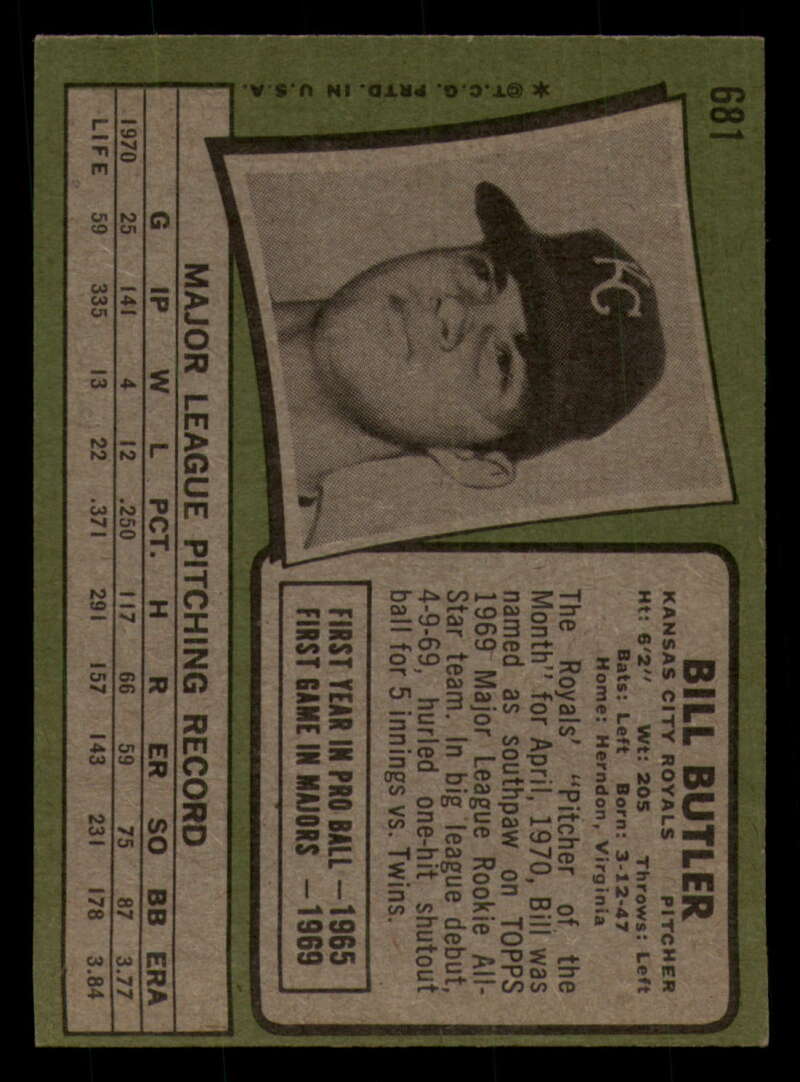 681
*©T.C.G. PRTD. IN U.S.A.
KC
BILL BUTLER
KANSAS CITY ROYALS PITCHER
Ht: 6'2" Wt: 205 Throws: Left
Bats: Left Born: 3-12-47
Home: Herndon, Virginia
The Royals' "Pitcher of the
Month" for April, 1970, Bill was
named as southpaw on TOPPS
1969 Major League Rookie All-
Star team. In big league debut,
4-9-69, hurled one-hit shutout
ball for 5 innings vs. Twins.
FIRST YEAR IN PRO BALL —1965
FIRST GAME IN MAJORS —1969
MAJOR LEAGUE PITCHING RECORD
G IP W L PCT. H R ER SO BB ERA
1970 25 141 4 12 .250 117 66 59 75 87 3.77
LIFE 59 335 13 22 .371 291 157 143 231 178 3.84